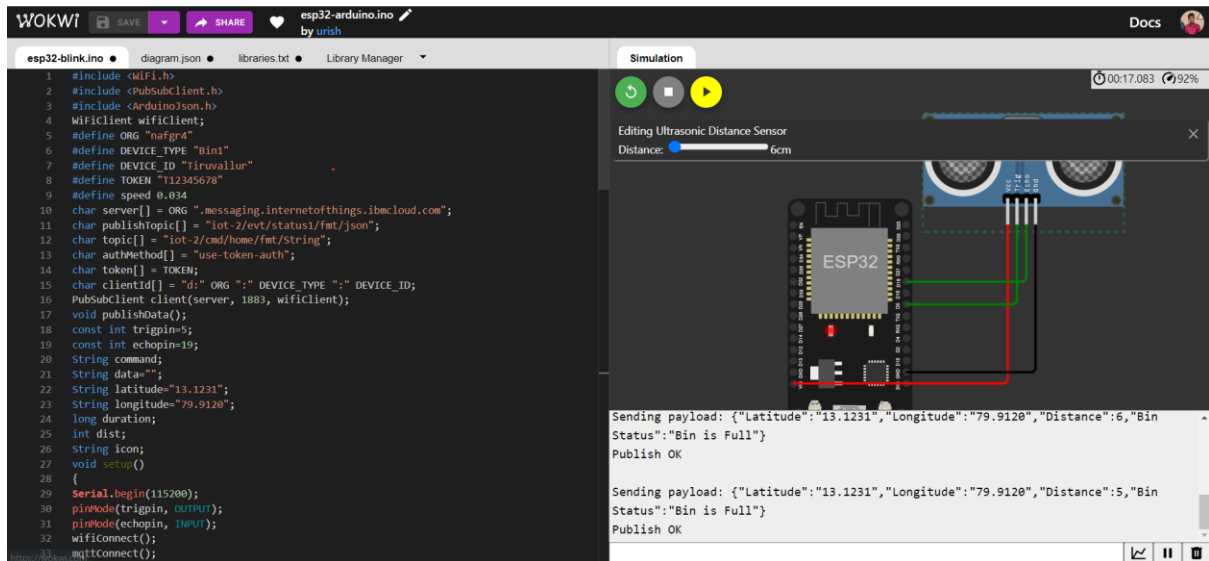 WOKWI SAVE SHARE esp32-arduino.ino
by urish
Docs
esp32-blink.ino diagram.json libraries.txt Library Manager
1 #include <WiFi.h>
2 #include <PubSubClient.h>
3 #include <ArduinoJson.h>
4 WiFiClient wifiClient;
5 #define ORG "nafgr4"
6 #define DEVICE_TYPE "Bin1"
7 #define DEVICE_ID "Tiruvallur"
8 #define TOKEN "T12345678"
9 #define speed 0.034
10 char server[] = ORG ".messaging.internetofthings.ibmcloud.com";
11 char publishTopic[] = "iot-2/evt/status1/fmt/json";
12 char topic[] = "iot-2/cmd/home/fmt/String";
13 char authMethod[] = "use-token-auth";
14 char token[] = TOKEN;
15 char clientId[] = "d:" ORG ":" DEVICE_TYPE ":" DEVICE_ID;
16 PubSubClient client(server, 1883, wifiClient);
17 void publishData();
18 const int trigpin=5;
19 const int echopin=19;
20 String command;
21 String data="";
22 String latitude="13.1231";
23 String longitude="79.9120";
24 long duration;
25 int dist;
26 String icon;
27 void setup()
28 {
29 Serial.begin(115200);
30 pinMode(trigpin, OUTPUT);
31 pinMode(echopin, INPUT);
32 wifiConnect();
33 mqttConnect();
Simulation
00:17.083 92%
Editing Ultrasonic Distance Sensor
Distance: 6cm
Vcc Trig Echo Gnd
ESP32
Sending payload: {"Latitude":"13.1231","Longitude":"79.9120","Distance":6,"Bin
Status":"Bin is Full"}
Publish OK
Sending payload: {"Latitude":"13.1231","Longitude":"79.9120","Distance":5,"Bin
Status":"Bin is Full"}
Publish OK